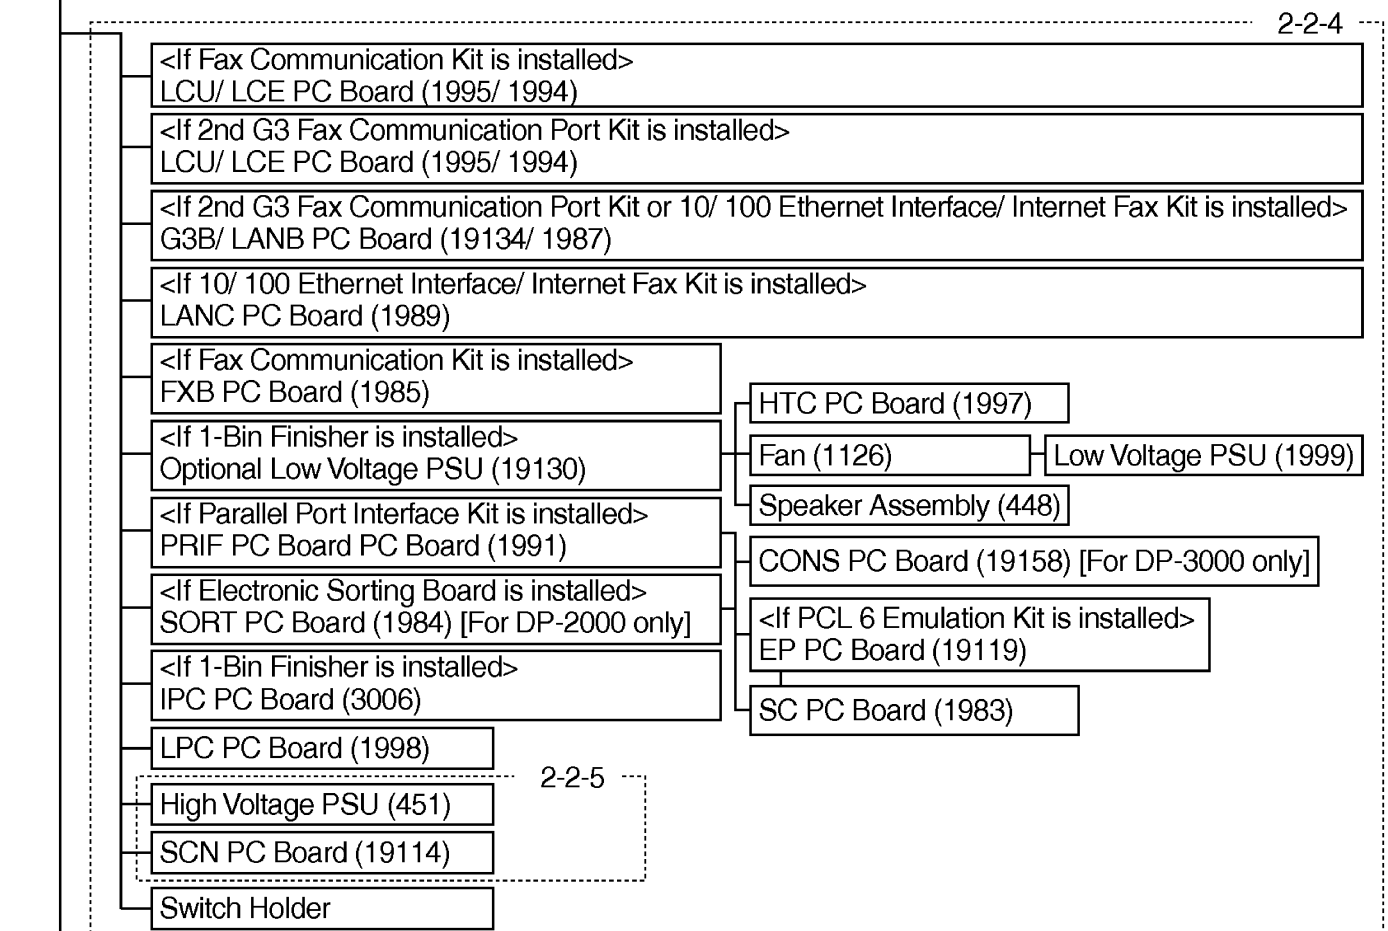 2-2-4
<If Fax Communication Kit is installed>
LCU/ LCE PC Board (1995/ 1994)
<If 2nd G3 Fax Communication Port Kit is installed>
LCU/ LCE PC Board (1995/ 1994)
<If 2nd G3 Fax Communication Port Kit or 10/ 100 Ethernet Interface/ Internet Fax Kit is installed>
G3B/ LANB PC Board (19134/ 1987)
<If 10/ 100 Ethernet Interface/ Internet Fax Kit is installed>
LANC PC Board (1989)
<If Fax Communication Kit is installed>
FXB PC Board (1985)
<If 1-Bin Finisher is installed>
Optional Low Voltage PSU (19130)
HTC PC Board (1997)
Fan (1126)
Low Voltage PSU (1999)
Speaker Assembly (448)
<If Parallel Port Interface Kit is installed>
PRIF PC Board PC Board (1991)
<If Electronic Sorting Board is installed>
SORT PC Board (1984) [For DP-2000 only]
CONS PC Board (19158) [For DP-3000 only]
<If PCL 6 Emulation Kit is installed>
EP PC Board (19119)
SC PC Board (1983)
<If 1-Bin Finisher is installed>
IPC PC Board (3006)
LPC PC Board (1998)
2-2-5
High Voltage PSU (451)
SCN PC Board (19114)
Switch Holder